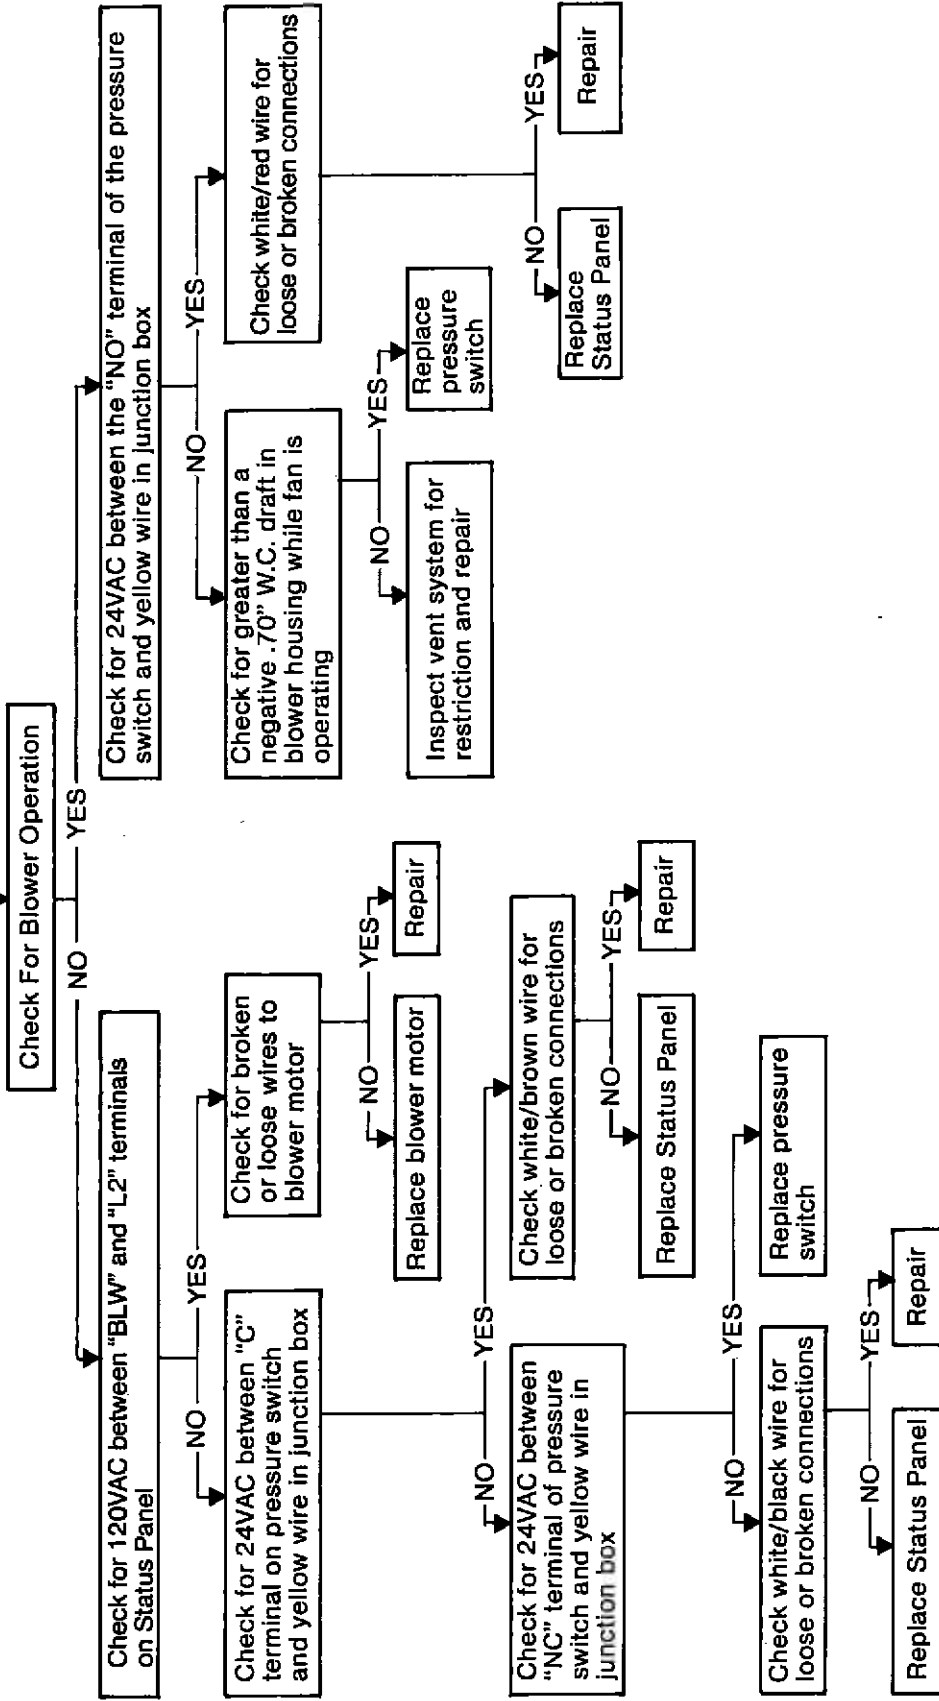 Check For Blower Operation
NO
YES
Check for 120VAC between "BLW" and "L2" terminals
on Status Panel
Check for 24VAC between the "NO" terminal of the pressure
switch and yellow wire in junction box
NO
YES
NO
YES
Check for 24VAC between "C"
terminal on pressure switch
and yellow wire in junction box
Check for broken
or loose wires to
blower motor
Check for greater than a
negative .70" W.C. draft in
blower housing while fan is
operating
Check white/red wire for
loose or broken connections
NO
YES
NO
YES
Replace blower motor
Repair
Inspect vent system for
restriction and repair
Replace
pressure
switch
NO
YES
NO
YES
Check for 24VAC between
"NC" terminal of pressure
switch and yellow wire in
junction box
Check white/brown wire for
loose or broken connections
Replace
Status Panel
Repair
NO
YES
Replace Status Panel
Repair
NO
YES
Check white/black wire for
loose or broken connections
Replace pressure
switch
NO
YES
Replace Status Panel
Repair